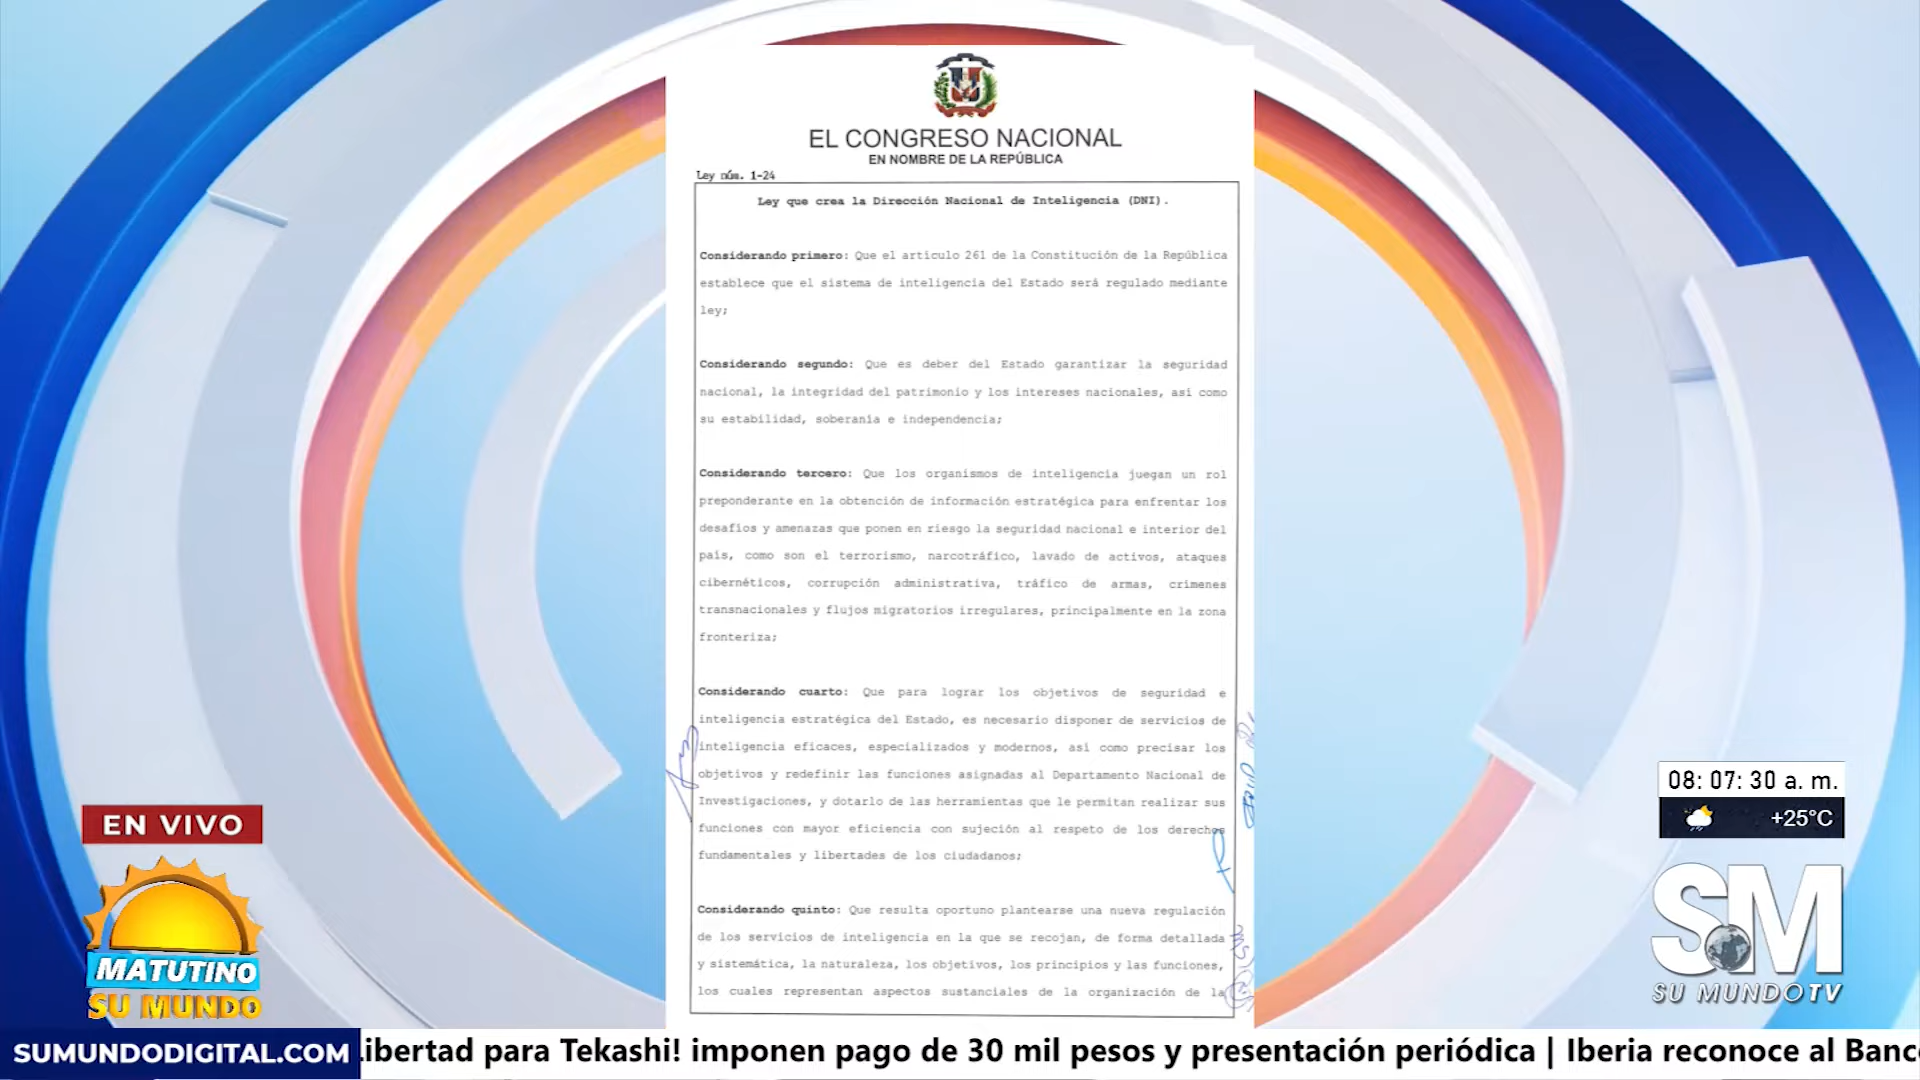 EL CONGRESO NACIONAL
EN NOMBRE DE LA REPÚBLICA
Ley núm. 1-24
Ley que crea la Dirección Nacional de Inteligencia (DNI).
Considerando primero: Que el artículo 261 de la Constitución de la República
establece que el sistema de inteligencia del Estado será regulado mediante
ley;
Considerando segundo: Que es deber del Estado garantizar la seguridad
nacional, la integridad del patrimonio y los intereses nacionales, así como
su estabilidad, soberanía e independencia;
Considerando tercero: Que los organismos de inteligencia juegan un rol
preponderante en la obtención de información estratégica para enfrentar los
desafíos y amenazas que ponen en riesgo la seguridad nacional e interior del
país, como son el terrorismo, narcotráfico, lavado de activos, ataques
cibernéticos, corrupción administrativa, tráfico de armas, crímenes
transnacionales y flujos migratorios irregulares, principalmente en la zona
fronteriza;
Considerando cuarto: Que para lograr los objetivos de seguridad e
inteligencia estratégica del Estado, es necesario disponer de servicios de
inteligencia eficaces, especializados y modernos, así como precisar los
objetivos y redefinir las funciones asignadas al Departamento Nacional de
Investigaciones, y dotarlo de las herramientas que le permitan realizar sus
funciones con mayor eficiencia con sujeción al respeto de los derechos
fundamentales y libertades de los ciudadanos;
Considerando quinto: Que resulta oportuno plantearse una nueva regulación
de los servicios de inteligencia en la que se recojan, de forma detallada
y sistemática, la naturaleza, los objetivos, los principios y las funciones,
los cuales representan aspectos sustanciales de la organización de la
EN VIVO
MATUTINO
SU MUNDO
08: 07: 30 a. m.
+25°C
SM
SU MUNDO TV
SUMUNDODIGITAL.COM
ibertad para Tekashi! imponen pago de 30 mil pesos y presentación periódica | Iberia reconoce al Banc